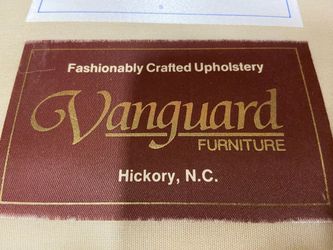 Fashionably Crafted Upholstery
Vanguard
FURNITURE
Hickory, N.C.